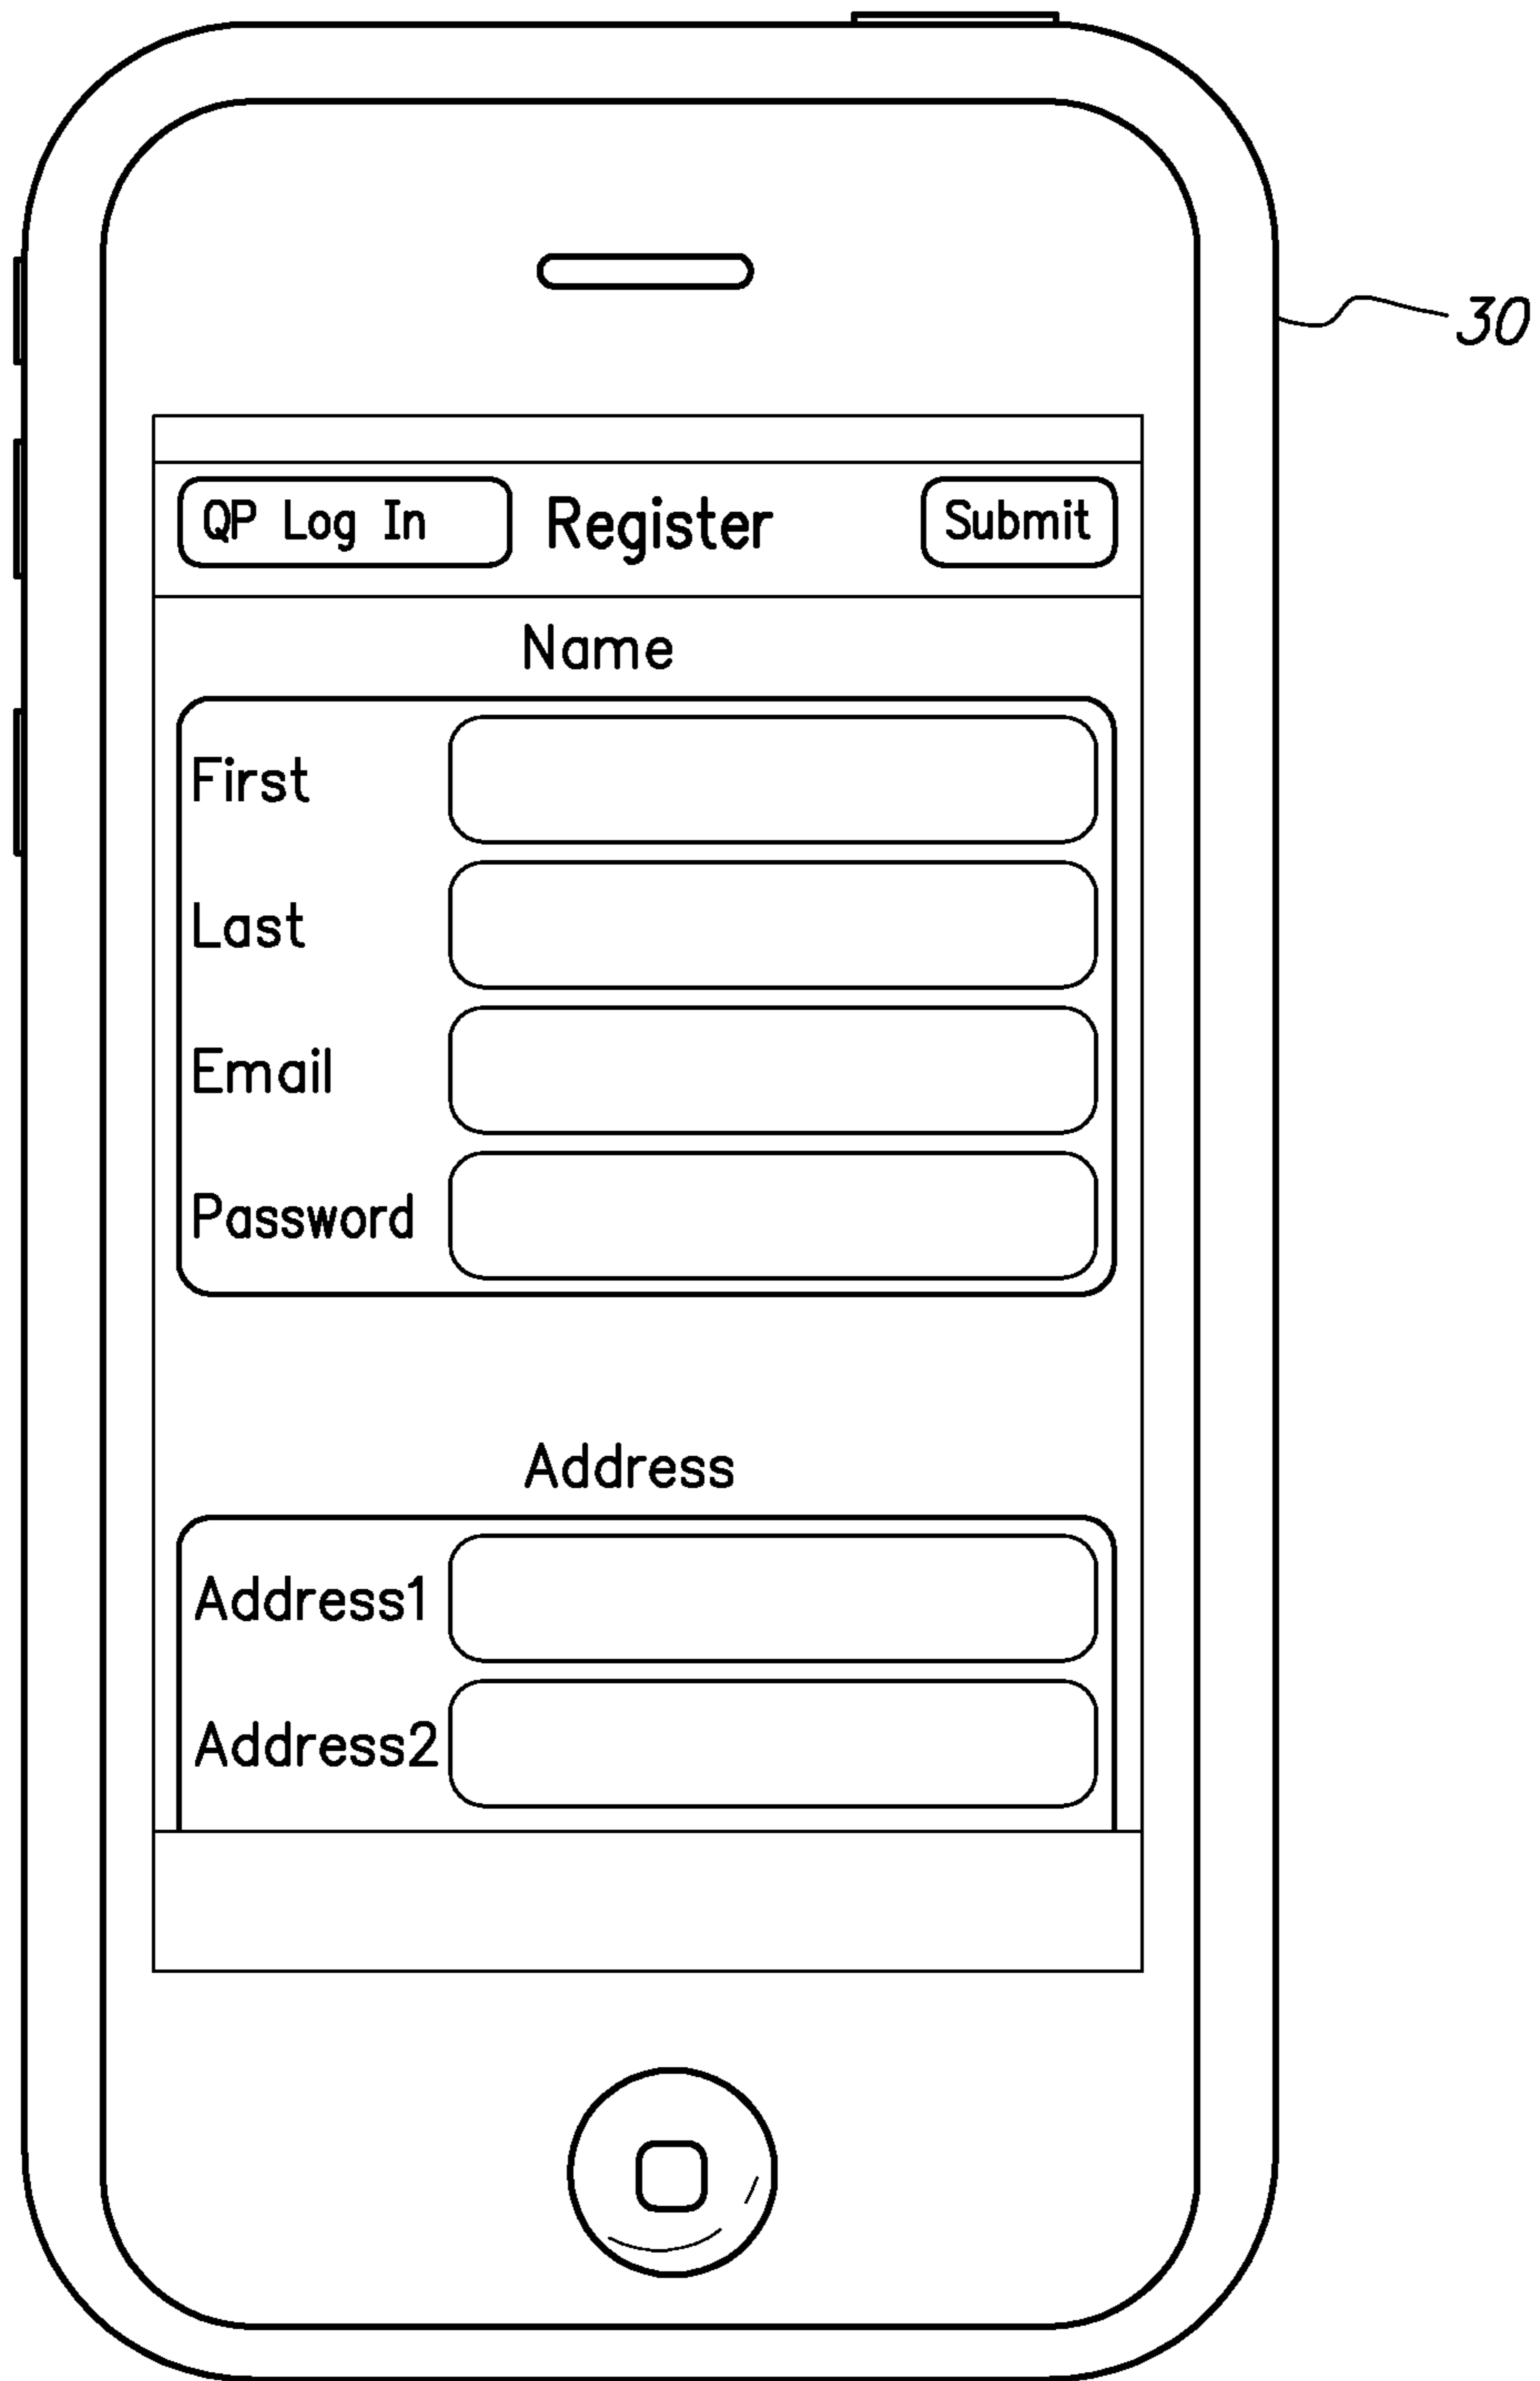 30
QP Log In Register Submit
Name
First
Last
Email
Password
Address
Address1
Address2